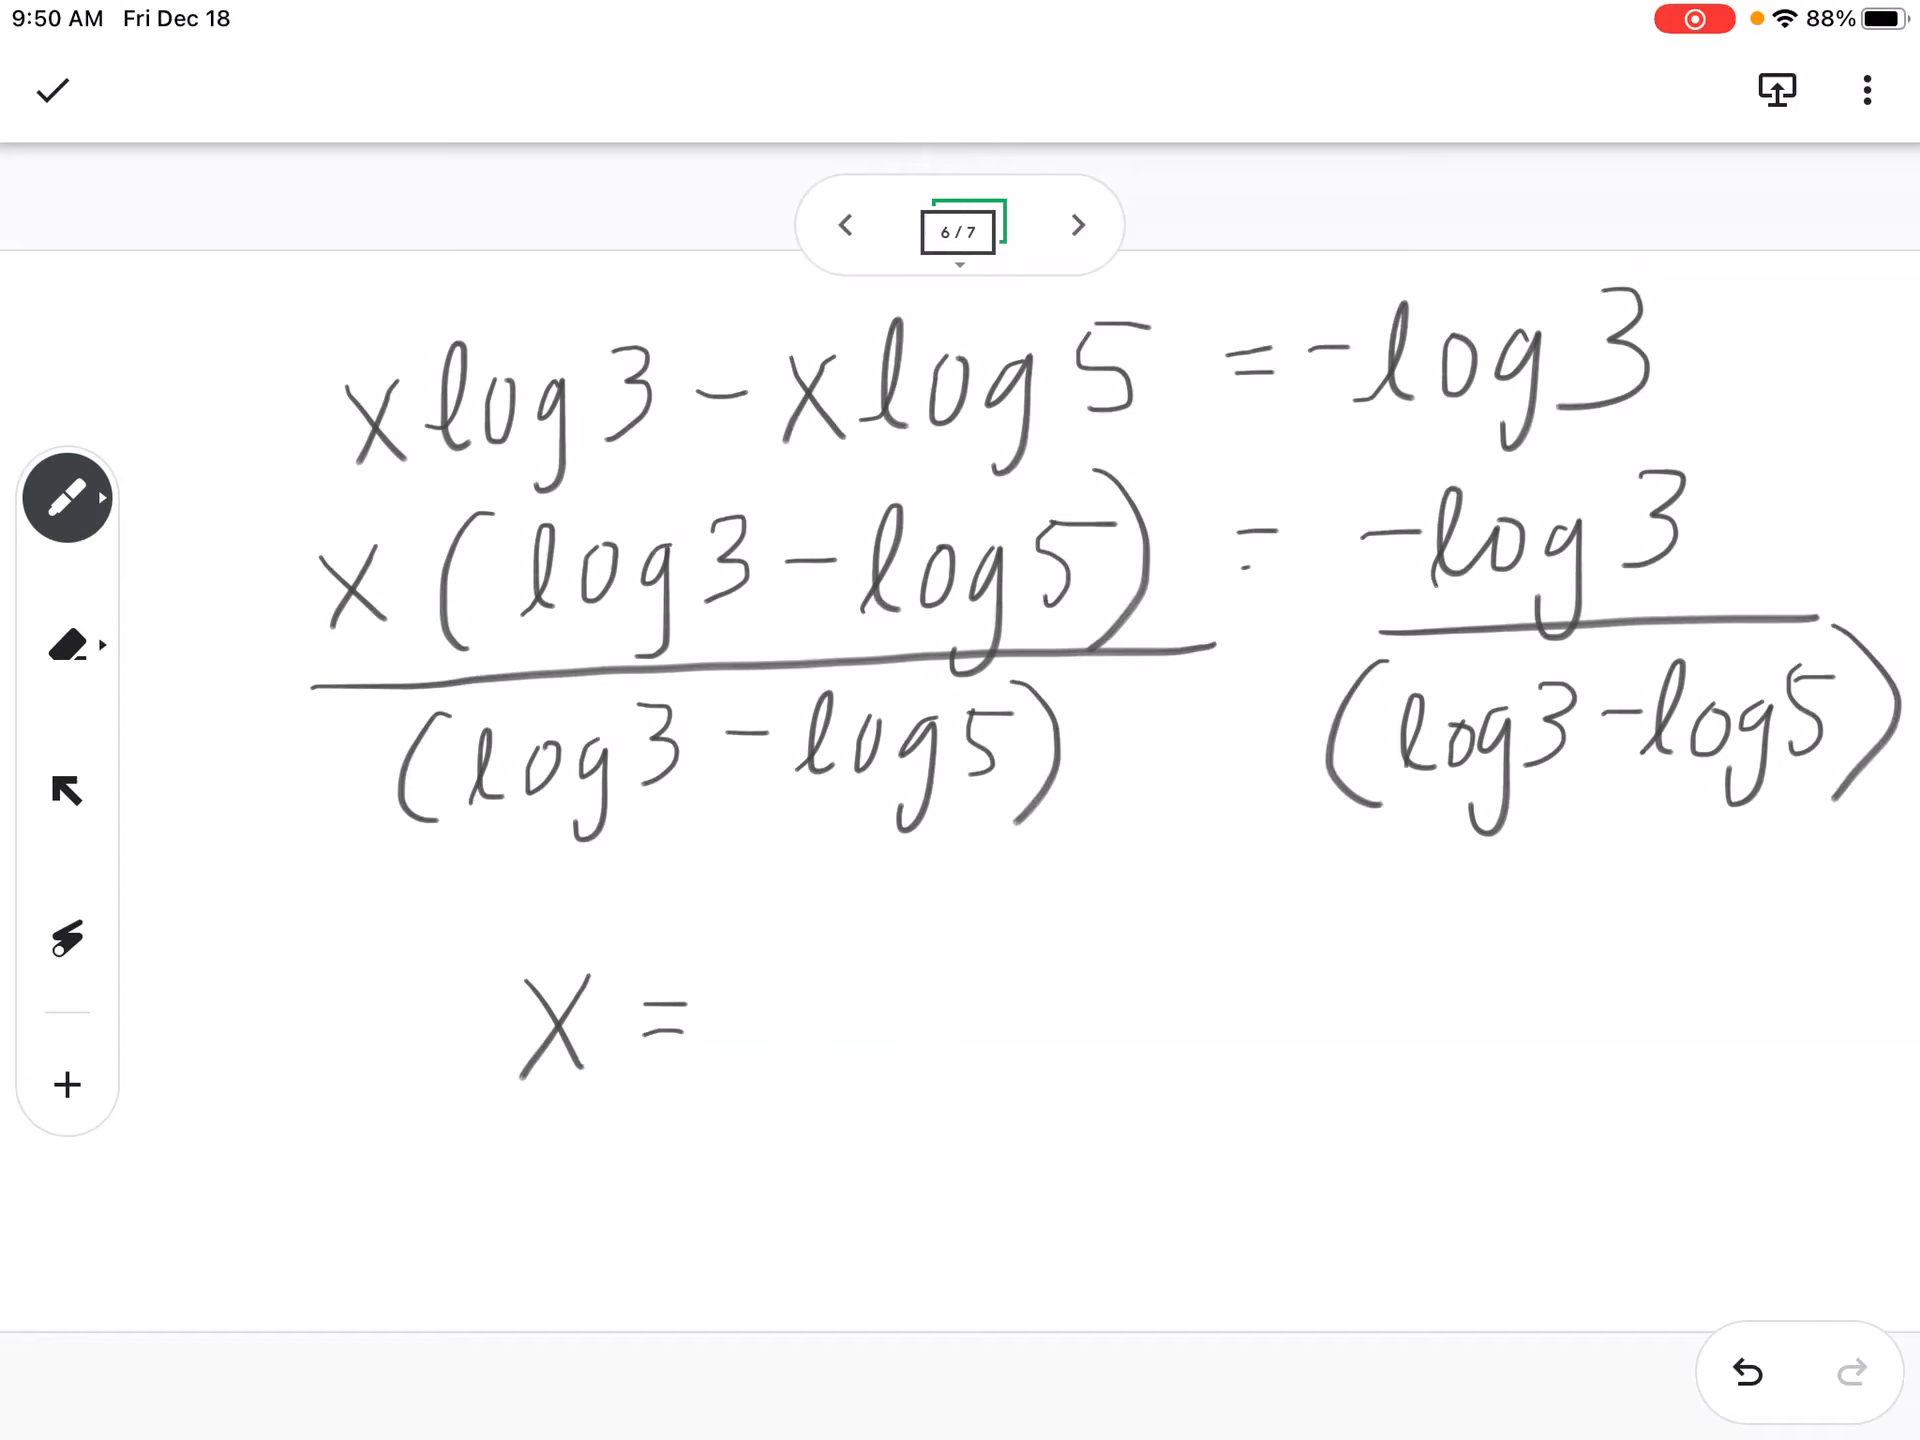 9:50 AM Fri Dec 18 88%
6 / 7
x log 3 - x log 5 = - log 3
x ( log 3 - log 5 ) = - log 3
( log 3 - log 5 ) ( log 3 - log 5 )
x =